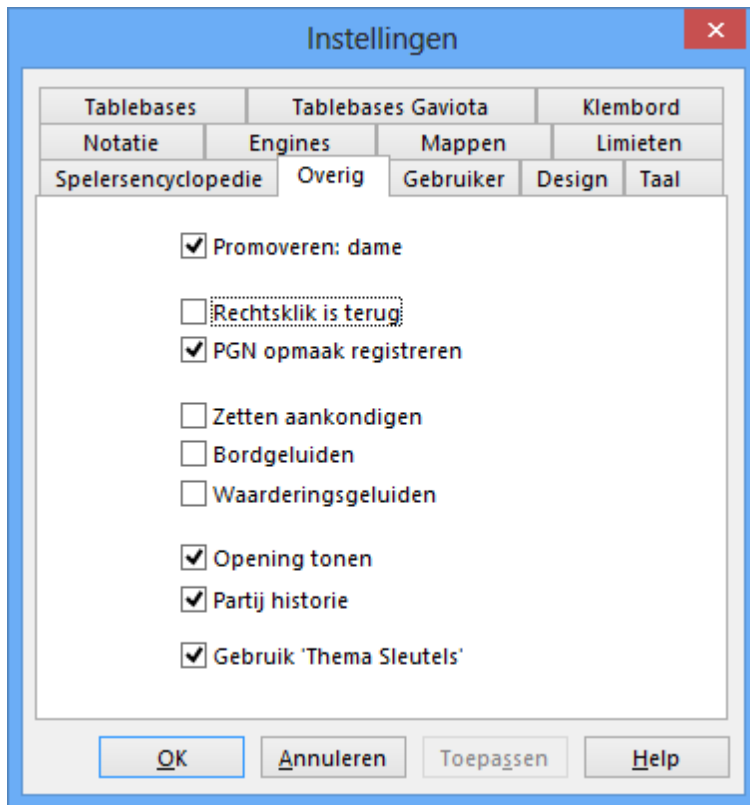 Instellingen
Tablebases Tablebases Gaviota Klembord
Notatie Engines Mappen Limieten
Spelersencyclopedie Overig Gebruiker Design Taal
Promoveren: dame
Rechtsklik is terug
PGN opmaak registreren
Zetten aankondigen
Bordgeluiden
Waarderingsgeluiden
Opening tonen
Partij historie
Gebruik 'Thema Sleutels'
OK Annuleren Toepassen Help